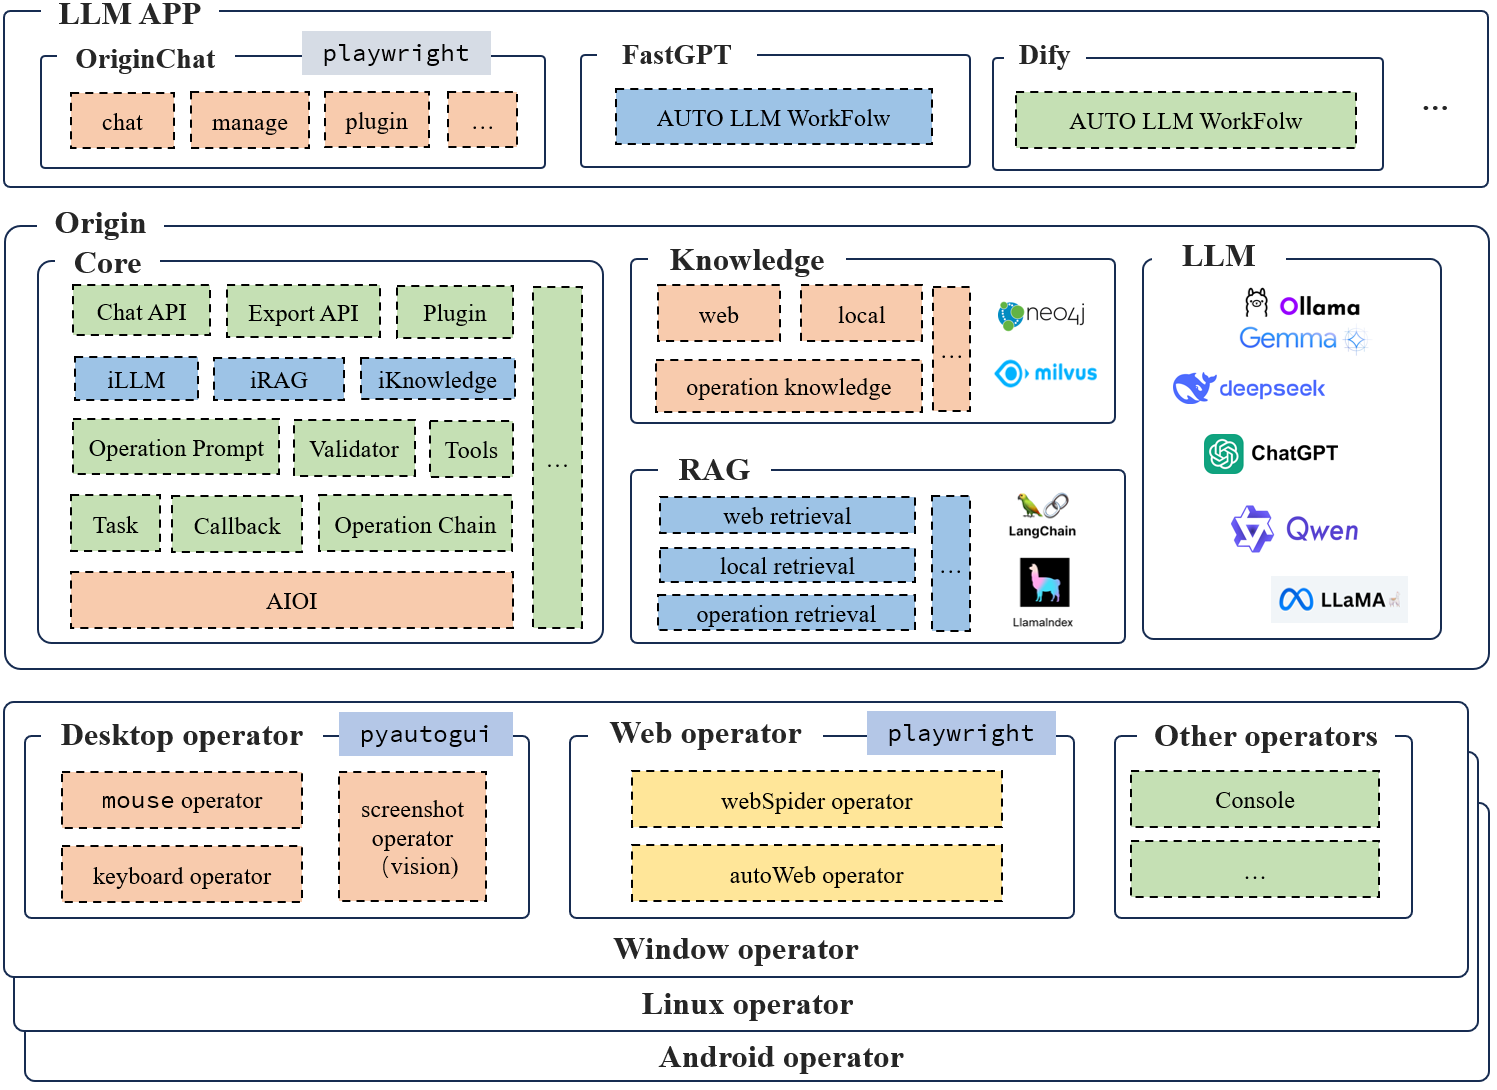 LLM APP
OriginChat
playwright
chat
manage
plugin
...
FastGPT
AUTO LLM WorkFolw
Dify
AUTO LLM WorkFolw
...
Origin
Core
Chat API
Export API
Plugin
iLLM
iRAG
iKnowledge
Operation Prompt
Validator
Tools
Task
Callback
Operation Chain
AIOI
...
Knowledge
web
local
operation knowledge
...
neo4j
milvus
RAG
web retrieval
local retrieval
operation retrieval
...
LangChain
LlamaIndex
LLM
Ollama
Gemma
deepseek
ChatGPT
Qwen
LLaMA
Desktop operator
pyautogui
mouse operator
keyboard operator
screenshot
operator
（vision)
Web operator
playwright
webSpider operator
autoWeb operator
Other operators
Console
...
Window operator
Linux operator
Android operator